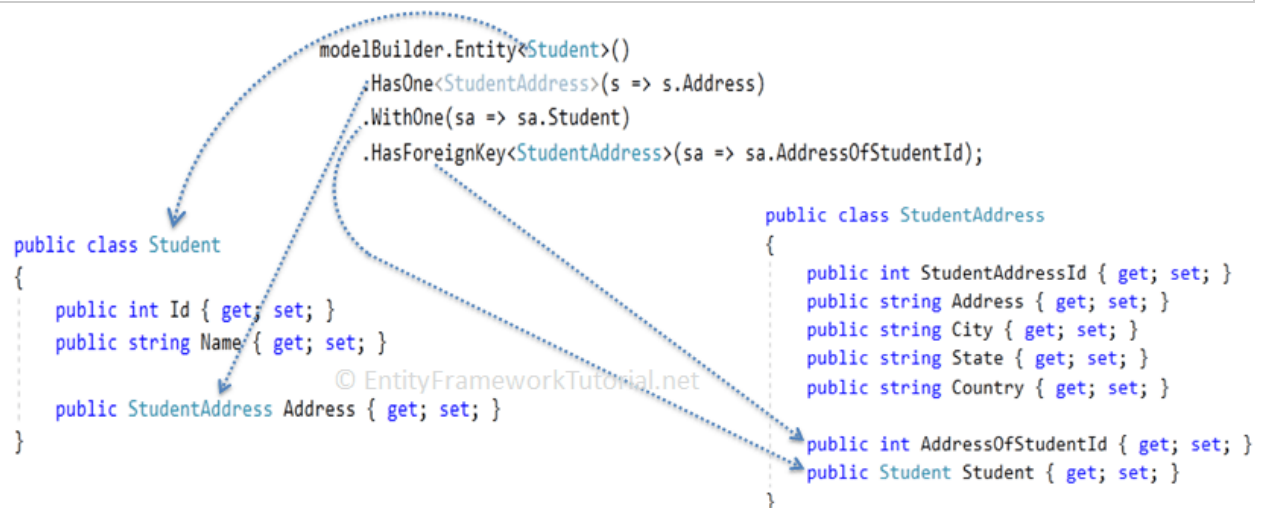 modelBuilder.Entity<Student>()
.HasOne<StudentAddress>(s => s.Address)
.WithOne(sa => sa.Student)
.HasForeignKey<StudentAddress>(sa => sa.AddressOfStudentId);
public class Student
{
public int Id { get; set; }
public string Name { get; set; }
public StudentAddress Address { get; set; }
}
© EntityFrameworkTutorial.net
public class StudentAddress
{
public int StudentAddressId { get; set; }
public string Address { get; set; }
public string City { get; set; }
public string State { get; set; }
public string Country { get; set; }
public int AddressOfStudentId { get; set; }
public Student Student { get; set; }
}